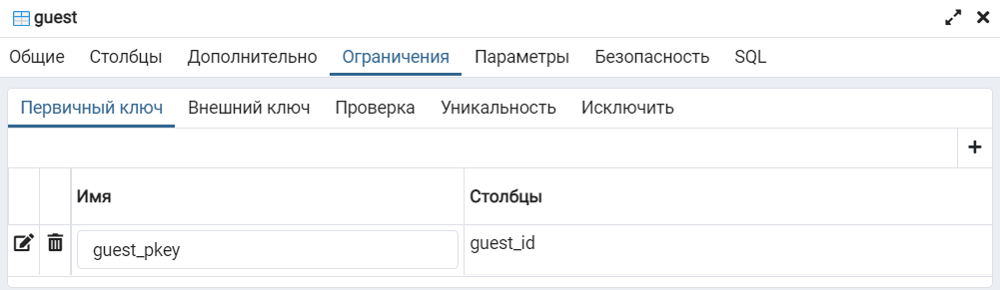 guest
Общие Столбцы Дополнительно Ограничения Параметры Безопасность SQL
Первичный ключ Внешний ключ Проверка Уникальность Исключить
Имя Столбцы
guest_pkey guest_id